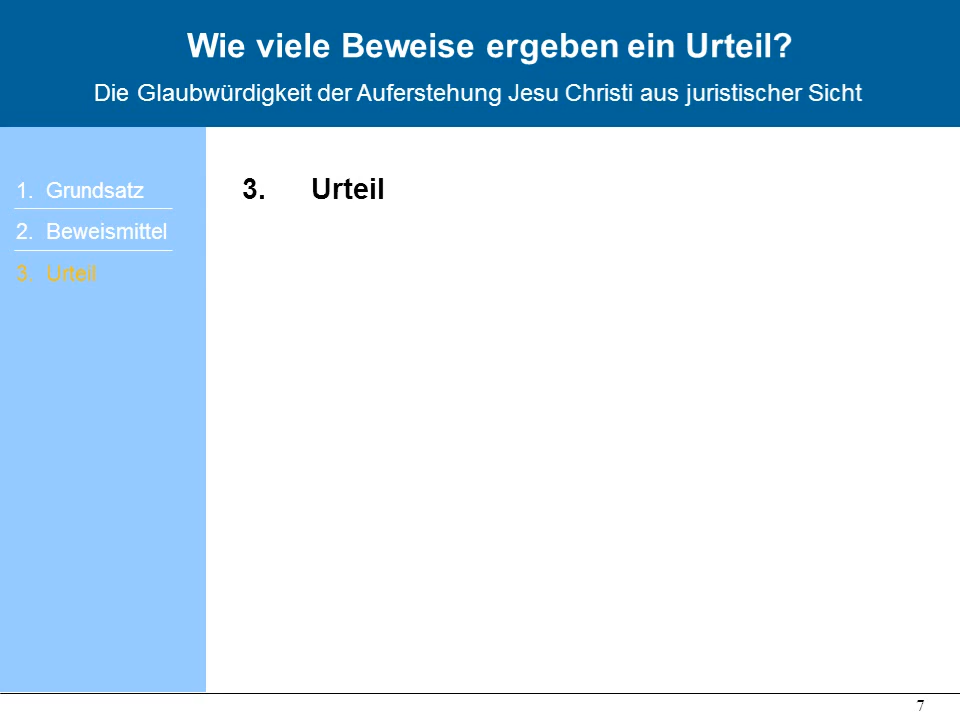 Wie viele Beweise ergeben ein Urteil?
Die Glaubwürdigkeit der Auferstehung Jesu Christi aus juristischer Sicht
1. Grundsatz
2. Beweismittel
3. Urteil
3. Urteil
7